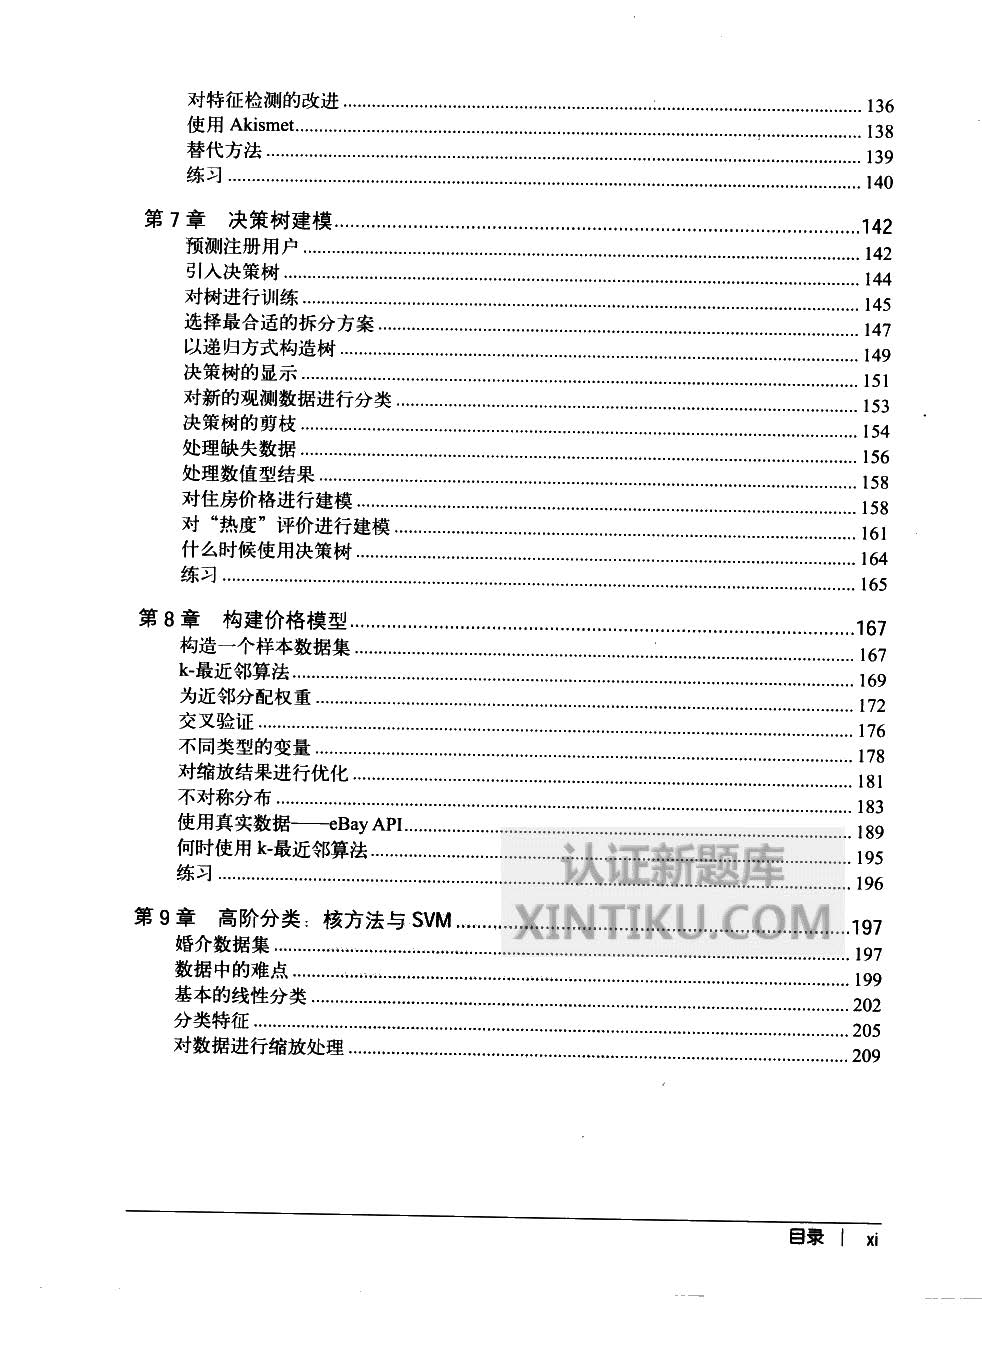 对特征检测的改进 136
使用 Akismet 138
替代方法 139
练习 140
第 7 章 决策树建模 142
预测注册用户 142
引入决策树 144
对树进行训练 145
选择最合适的拆分方案 147
以递归方式构造树 149
决策树的显示 151
对新的观测数据进行分类 153
决策树的剪枝 154
处理缺失数据 156
处理数值型结果 158
对住房价格进行建模 158
对“热度”评价进行建模 161
什么时候使用决策树 164
练习 165
第 8 章 构建价格模型 167
构造一个样本数据集 167
k-最近邻算法 169
为近邻分配权重 172
交叉验证 176
不同类型的变量 178
对缩放结果进行优化 181
不对称分布 183
使用真实数据——eBay API 189
何时使用 k-最近邻算法 195
练习 196
认证新题库
XINTIKU.COM
第 9 章 高阶分类：核方法与 SVM 197
婚介数据集 197
数据中的难点 199
基本的线性分类 202
分类特征 205
对数据进行缩放处理 209
目录 | xi